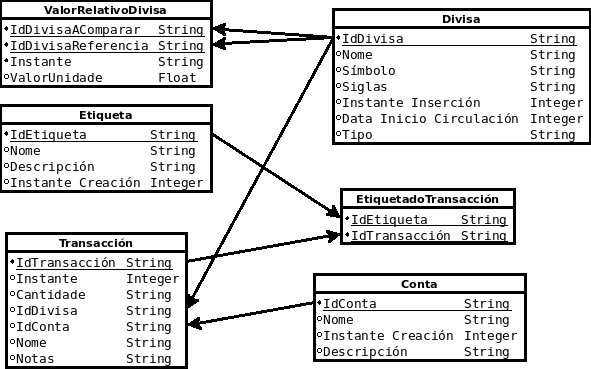 ValorRelativoDivisa
IdDivisaAComparar String
IdDivisaReferencia String
Instante String
ValorUnidade Float
Divisa
IdDivisa String
Nome String
Símbolo String
Siglas String
Instante Inserción Integer
Data Inicio Circulación Integer
Tipo String
Etiqueta
IdEtiqueta String
Nome String
Descripción String
Instante Creación Integer
EtiquetadoTransacción
IdEtiqueta String
IdTransacción String
Transacción
IdTransacción String
Instante Integer
Cantidade String
IdDivisa String
IdConta String
Nome String
Notas String
Conta
IdConta String
Nome String
Instante Creación Integer
Descripción String